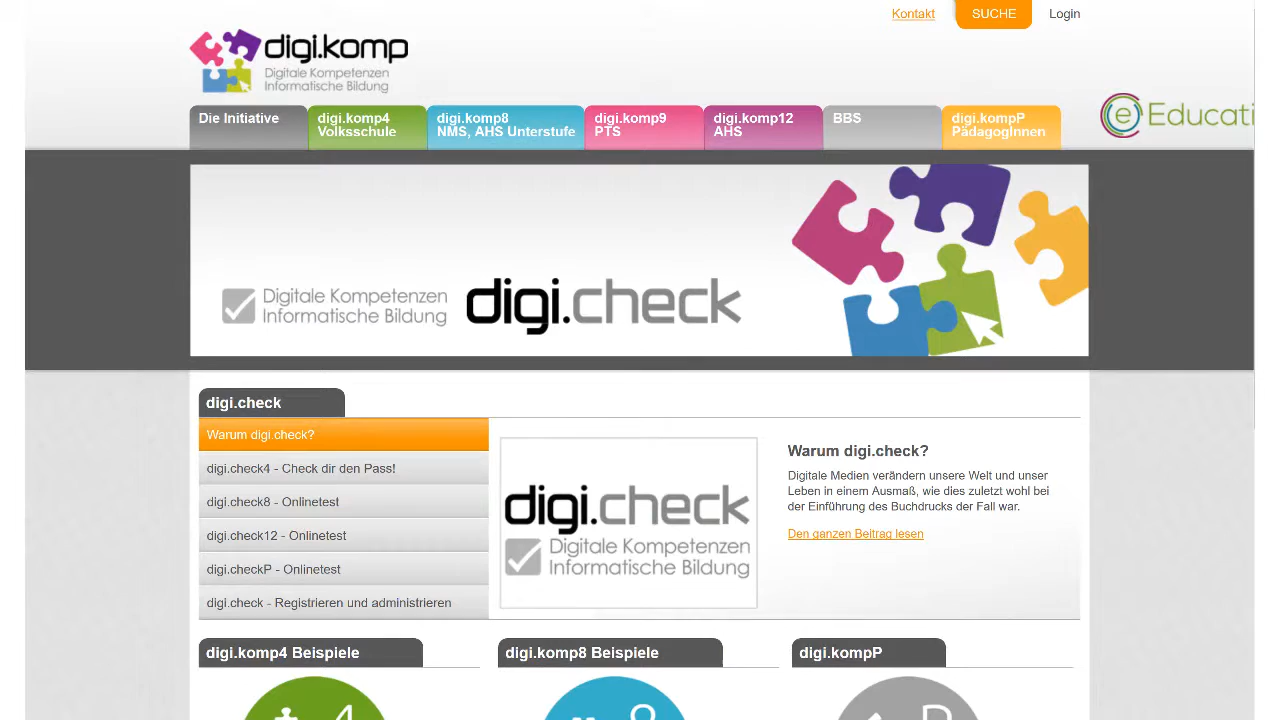 Kontakt
SUCHE
Login
digi.komp
Digitale Kompetenzen
Informatische Bildung
Die Initiative
digi.komp4
Volksschule
digi.komp8
NMS, AHS Unterstufe
digi.komp9
PTS
digi.komp12
AHS
BBS
digi.kompP
PädagogInnen
e Educati
Digitale Kompetenzen
Informatische Bildung
digi.check
digi.check
Warum digi.check?
digi.check4 - Check dir den Pass!
digi.check8 - Onlinetest
digi.check12 - Onlinetest
digi.checkP - Onlinetest
digi.check - Registrieren und administrieren
digi.check
Digitale Kompetenzen
Informatische Bildung
Warum digi.check?
Digitale Medien verändern unsere Welt und unser
Leben in einem Ausmaß, wie dies zuletzt wohl bei
der Einführung des Buchdrucks der Fall war.
Den ganzen Beitrag lesen
digi.komp4 Beispiele
digi.komp8 Beispiele
digi.kompP
4
8
P